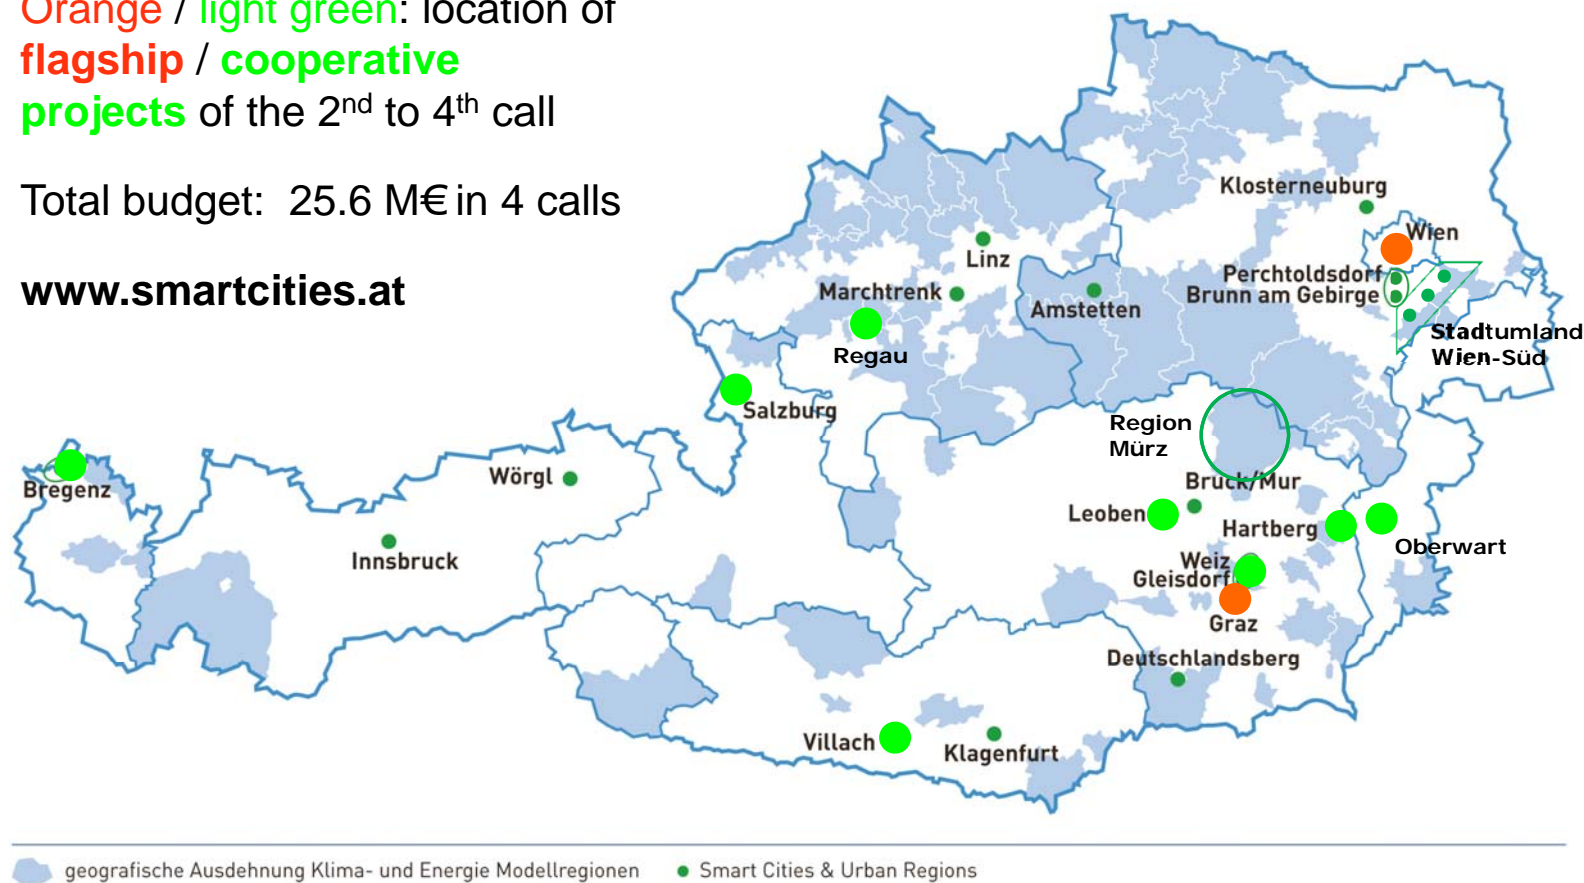 Orange / light green: location of
flagship / cooperative
projects of the 2nd to 4th call
Total budget: 25.6 M€ in 4 calls
www.smartcities.at
Klosterneuburg
Wien
Linz
Perchtoldsdorf
Brunn am Gebirge
Marchtrenk
Amstetten
Stadtumland
Wien-Süd
Regau
Salzburg
Region
Mürz
Wörgl
Bregenz
Bruck/Mur
Leoben
Hartberg
Oberwart
Innsbruck
Weiz
Gleisdorf
Graz
Deutschlandsberg
Villach
Klagenfurt
geografische Ausdehnung Klima- und Energie Modellregionen
Smart Cities & Urban Regions